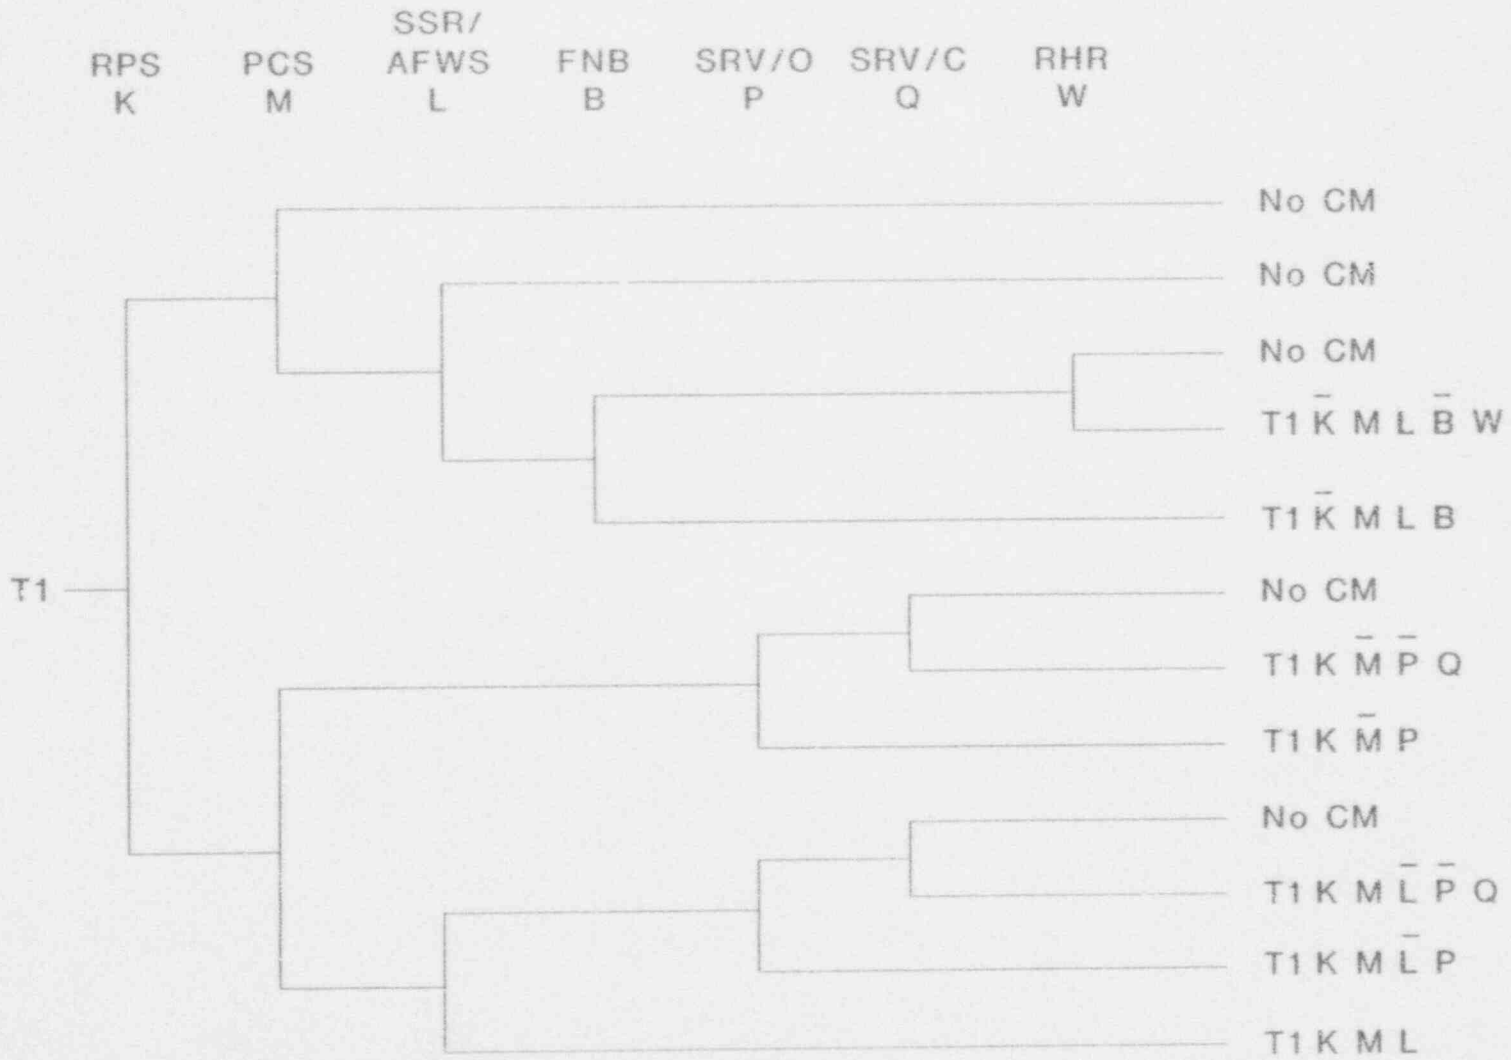 SSR/
RPS PCS AFWS FNB SRV/O SRV/C RHR
K M L B P Q W
No CM
No CM
No CM
T1 K̅ M L B̅ W
T1 K̅ M L B
T1
No CM
T1 K M̅ P̅ Q
T1 K M̅ P
No CM
T1 K M L̅ P̅ Q
T1 K M L̅ P
T1 K M L